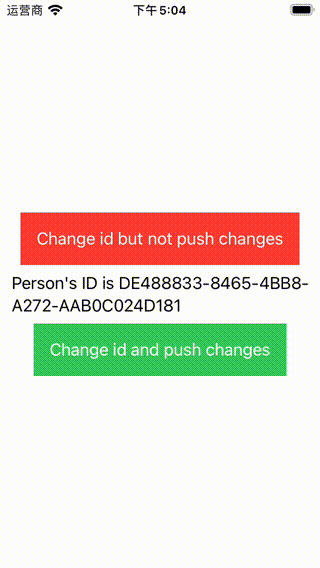 运营商 下午5:04
Change id but not push changes
Person's ID is DE488833-8465-4BB8-
A272-AAB0C024D181
Change id and push changes